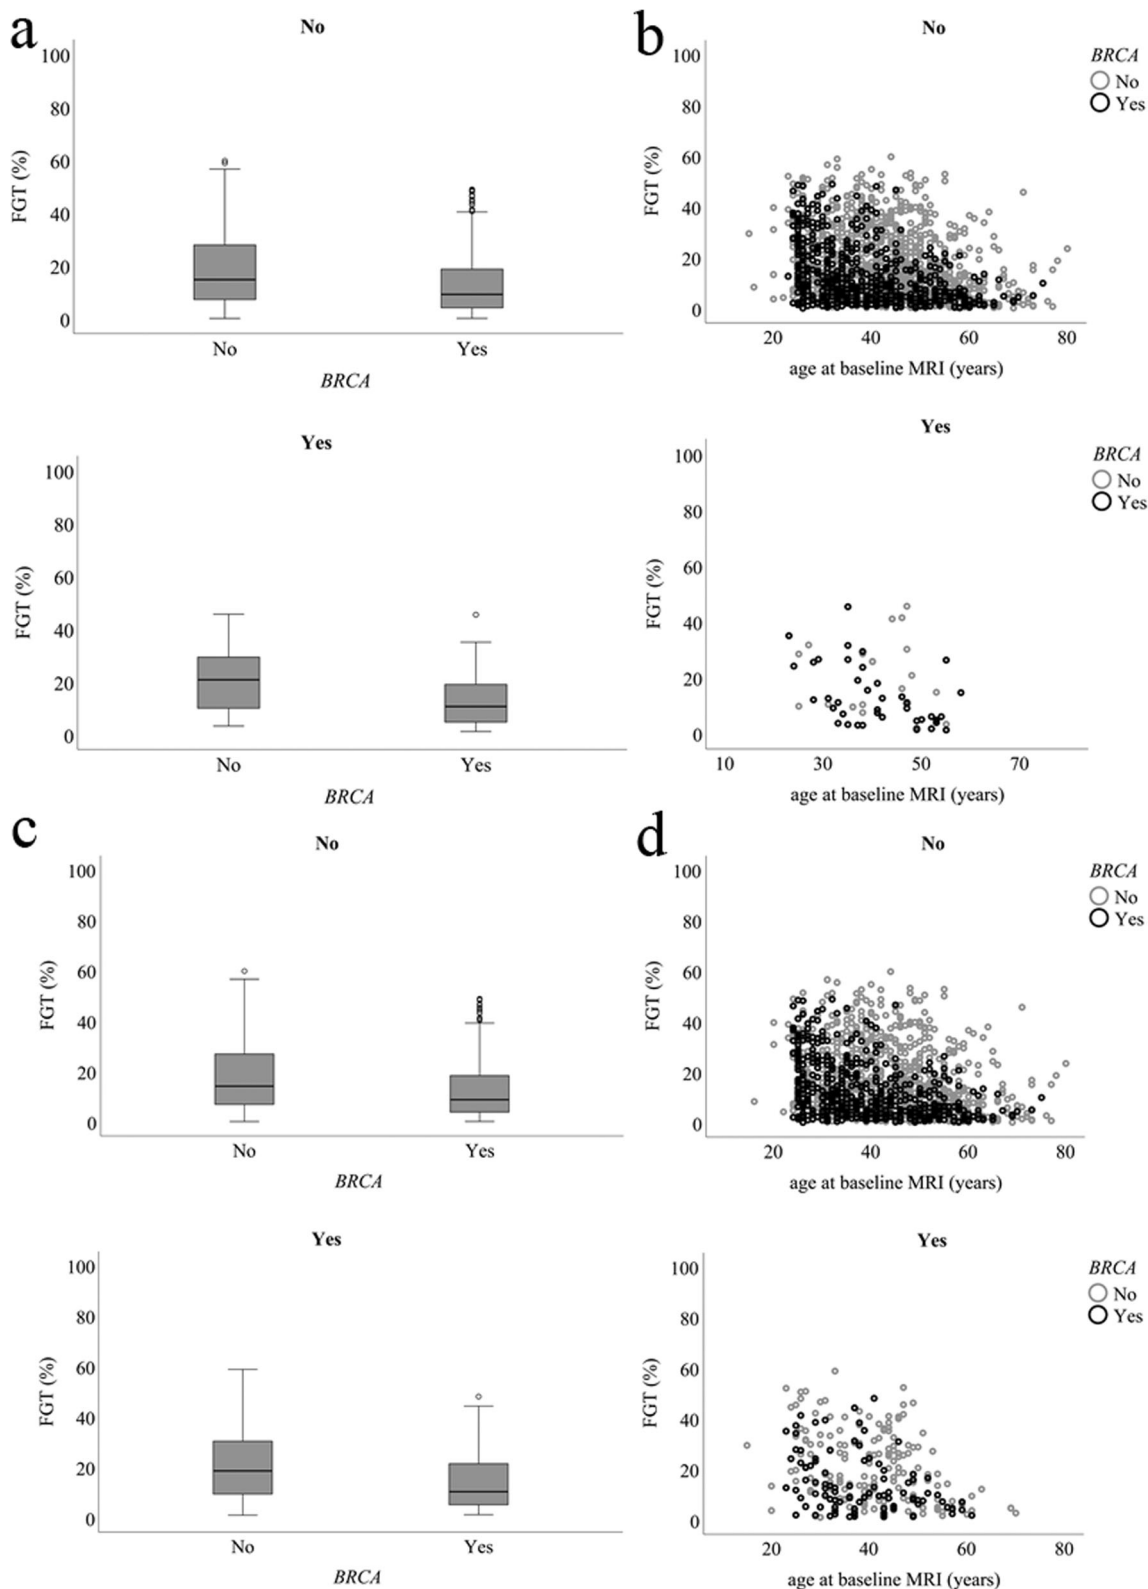 a
No
100
80
60
40
20
0
FGT (%)
No Yes
BRCA
Yes
100
80
60
40
20
0
FGT (%)
No Yes
BRCA
b
No
100
80
60
40
20
0
FGT (%)
20 40 60 80
age at baseline MRI (years)
BRCA
No
Yes
Yes
100
80
60
40
20
0
FGT (%)
10 30 50 70
age at baseline MRI (years)
BRCA
No
Yes
c
No
100
80
60
40
20
0
FGT (%)
No Yes
BRCA
Yes
100
80
60
40
20
0
FGT (%)
No Yes
BRCA
d
No
100
80
60
40
20
0
FGT (%)
20 40 60 80
age at baseline MRI (years)
BRCA
No
Yes
Yes
100
80
60
40
20
0
FGT (%)
20 40 60 80
age at baseline MRI (years)
BRCA
No
Yes